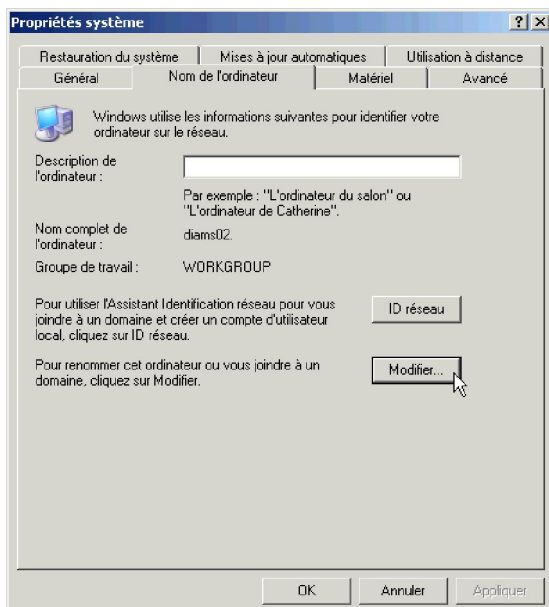 Propriétés système
Restauration du système
Mises à jour automatiques
Utilisation à distance
Général
Nom de l'ordinateur
Matériel
Avancé
Windows utilise les informations suivantes pour identifier votre
ordinateur sur le réseau.
Description de
l'ordinateur :
Par exemple : "L'ordinateur du salon" ou
"L'ordinateur de Catherine".
Nom complet de
l'ordinateur :
diams02.
Groupe de travail :
WORKGROUP
Pour utiliser l'Assistant Identification réseau pour vous
joindre à un domaine et créer un compte d'utilisateur
local, cliquez sur ID réseau.
ID réseau
Pour renommer cet ordinateur ou vous joindre à un
domaine, cliquez sur Modifier.
Modifier...
OK
Annuler
Appliquer